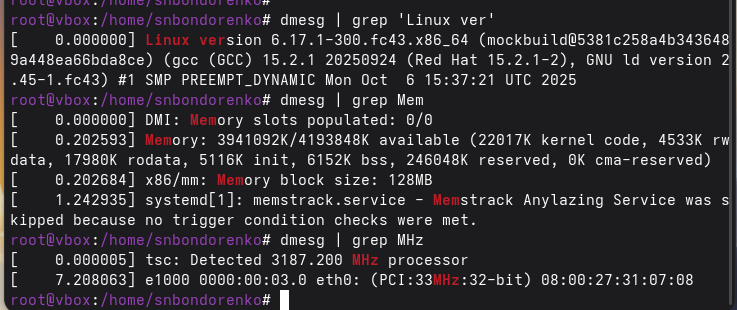 root@vbox:/home/snbondorenko# dmesg | grep 'Linux ver'
[    0.000000] Linux version 6.17.1-300.fc43.x86_64 (mockbuild@5381c258a4b343648
9a448ea66bda8ce) (gcc (GCC) 15.2.1 20250924 (Red Hat 15.2.1-2), GNU ld version 2
.45-1.fc43) #1 SMP PREEMPT_DYNAMIC Mon Oct  6 15:37:21 UTC 2025
root@vbox:/home/snbondorenko# dmesg | grep Mem
[    0.000000] DMI: Memory slots populated: 0/0
[    0.202593] Memory: 3941092K/4193848K available (22017K kernel code, 4533K rw
data, 17980K rodata, 5116K init, 6152K bss, 246048K reserved, 0K cma-reserved)
[    0.202684] x86/mm: Memory block size: 128MB
[    1.242935] systemd[1]: memstrack.service - Memstrack Anylazing Service was s
kipped because no trigger condition checks were met.
root@vbox:/home/snbondorenko# dmesg | grep MHz
[    0.000005] tsc: Detected 3187.200 MHz processor
[    7.208063] e1000 0000:00:03.0 eth0: (PCI:33MHz:32-bit) 08:00:27:31:07:08
root@vbox:/home/snbondorenko#